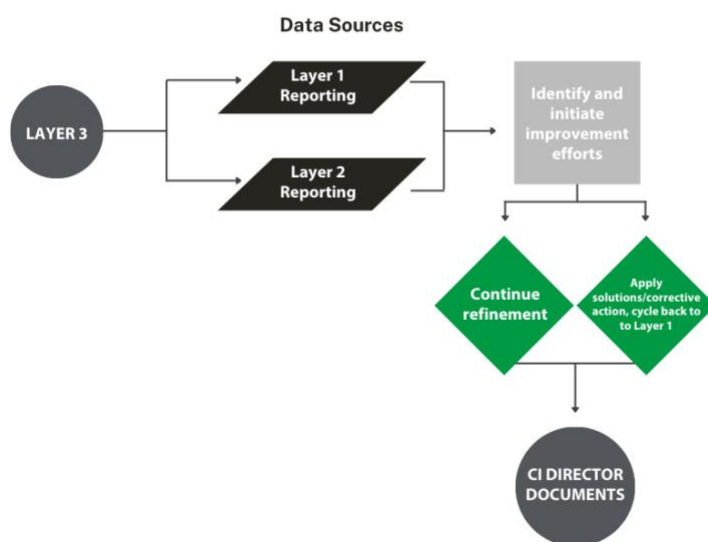 Data Sources
Layer 1
Reporting
LAYER 3
Layer 2
Reporting
Identify and
initiate
improvement
efforts
Continue
refinement
Apply
solutions/corrective
action, cycle back to
to Layer 1
CI DIRECTOR
DOCUMENTS